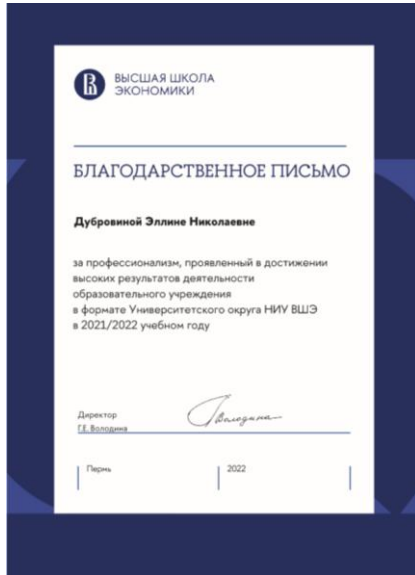 ВЫСШАЯ ШКОЛА
ЭКОНОМИКИ
БЛАГОДАРСТВЕННОЕ ПИСЬМО
Дубровиной Эллине Николаевне
за профессионализм, проявленный в достижении
высоких результатов деятельности
образовательного учреждения
в формате Университетского округа НИУ ВШЭ
в 2021/2022 учебном году
Директор
Г.Е. Володина
Володина
Пермь
2022